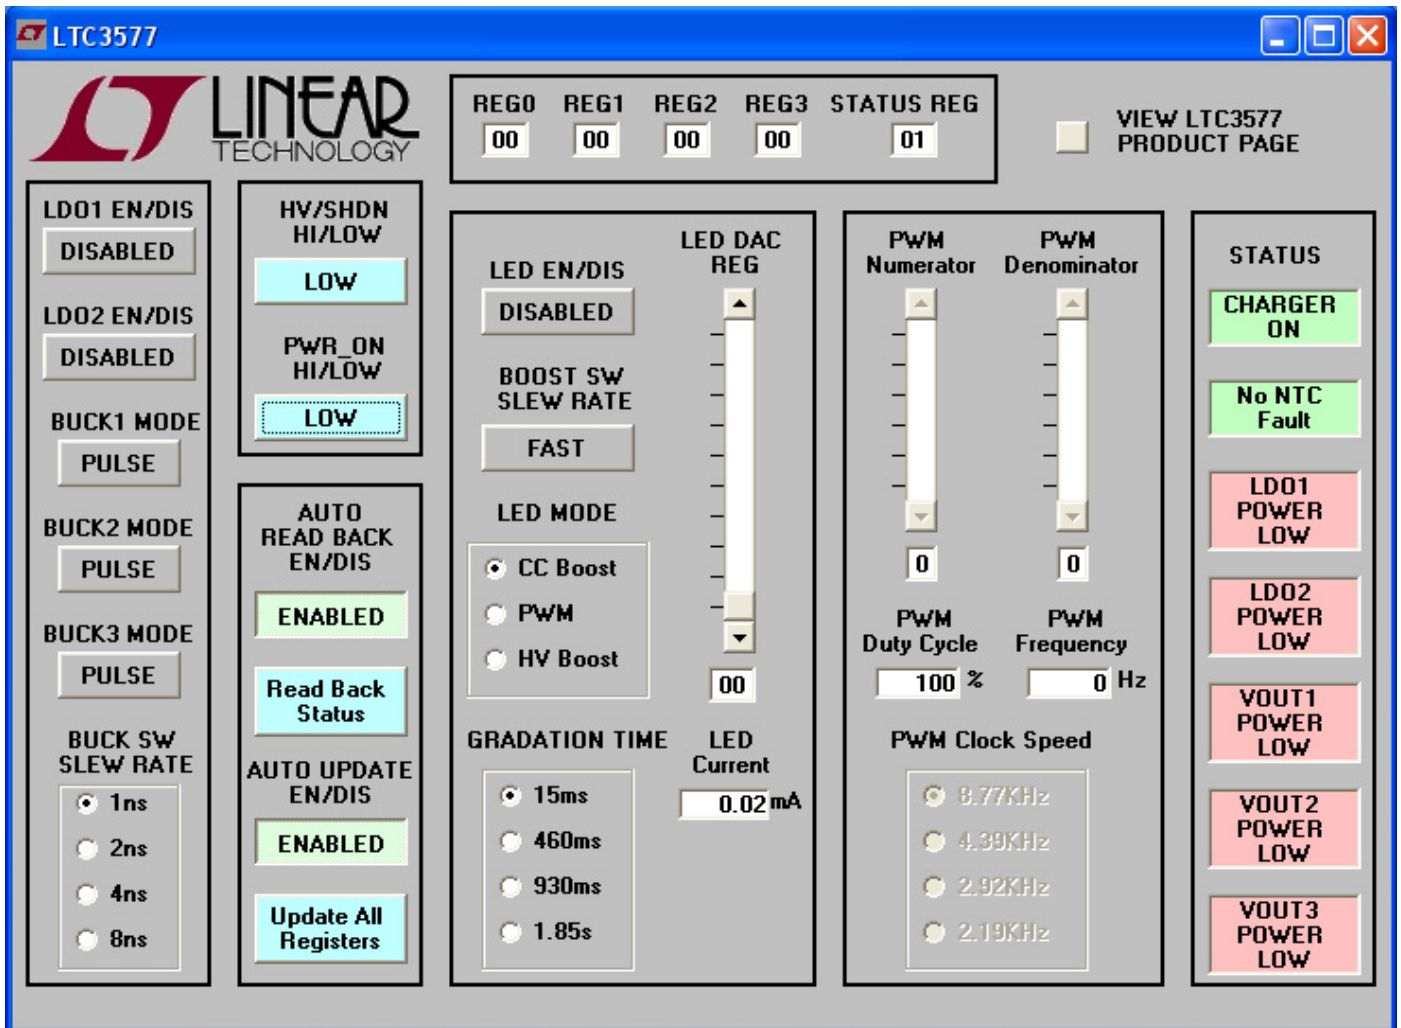 LTC3577
LINEAR
TECHNOLOGY
REG0 REG1 REG2 REG3 STATUS REG
00 00 00 00 01
VIEW LTC3577
PRODUCT PAGE
LDO1 EN/DIS
DISABLED
LDO2 EN/DIS
DISABLED
BUCK1 MODE
PULSE
BUCK2 MODE
PULSE
BUCK3 MODE
PULSE
BUCK SW
SLEW RATE
1ns
2ns
4ns
8ns
HV/SHDN
HI/LOW
LOW
PWR_ON
HI/LOW
LOW
AUTO
READ BACK
EN/DIS
ENABLED
Read Back
Status
AUTO UPDATE
EN/DIS
ENABLED
Update All
Registers
LED EN/DIS
DISABLED
BOOST SW
SLEW RATE
FAST
LED MODE
CC Boost
PWM
HV Boost
GRADATION TIME
15ms
460ms
930ms
1.85s
LED DAC
REG
00
LED
Current
0.02 mA
PWM
Numerator
0
PWM
Denominator
0
PWM
Duty Cycle
100 %
PWM
Frequency
0 Hz
PWM Clock Speed
8.77KHz
4.39KHz
2.92KHz
2.19KHz
STATUS
CHARGER
ON
No NTC
Fault
LDO1
POWER
LOW
LDO2
POWER
LOW
VOUT1
POWER
LOW
VOUT2
POWER
LOW
VOUT3
POWER
LOW